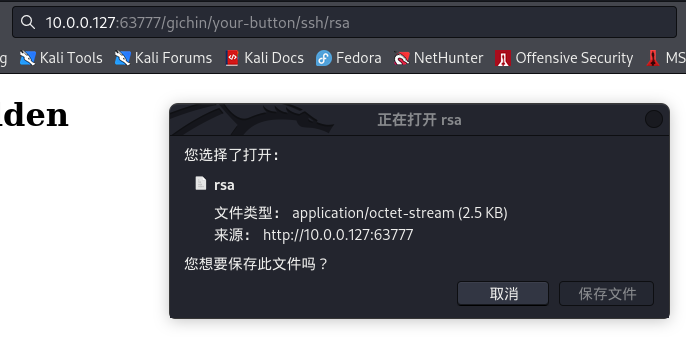 10.0.0.127:63777/gichin/your-button/ssh/rsa
g Kali Tools Kali Forums Kali Docs Fedora NetHunter Offensive Security MS
den
正在打开 rsa
您选择了打开:
rsa
文件类型: application/octet-stream (2.5 KB)
来源: http://10.0.0.127:63777
您想要保存此文件吗？
取消 保存文件